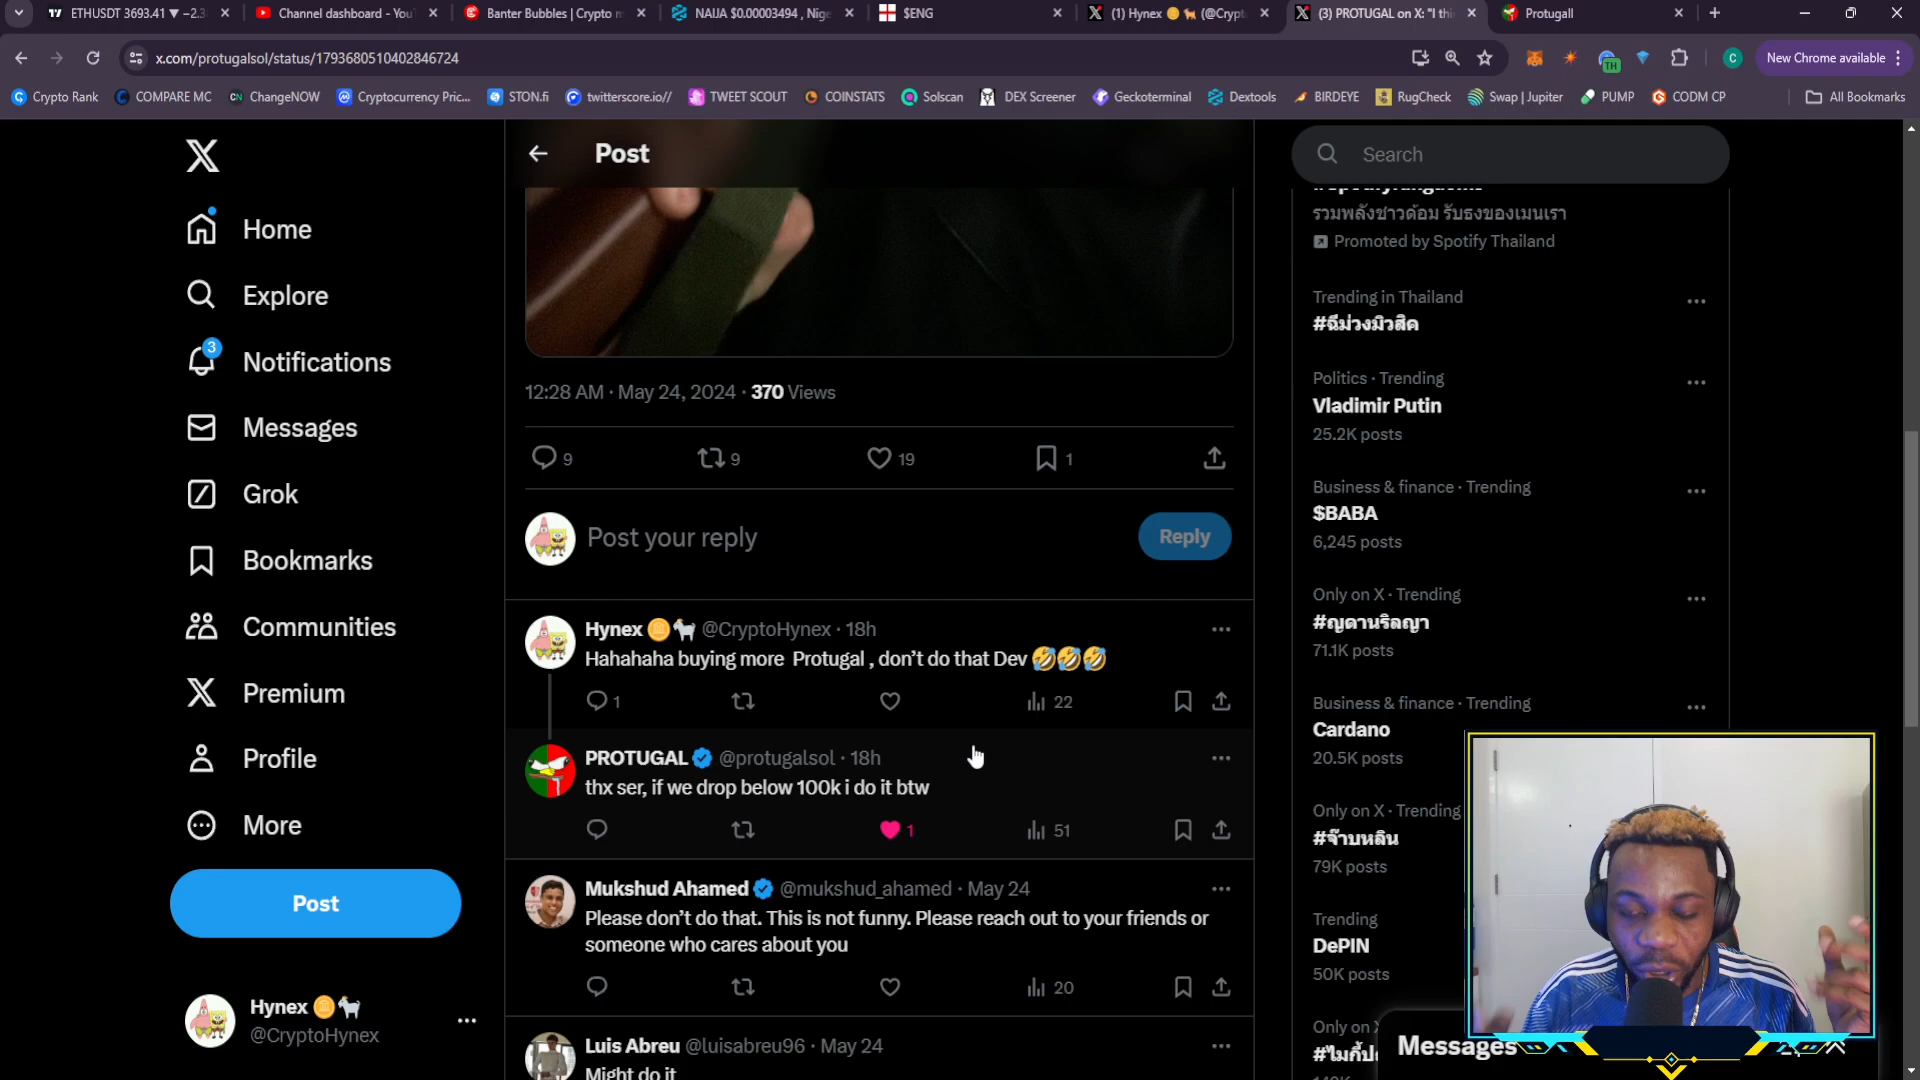 ETHUSDT 3693.41 ▼ −2.3
Channel dashboard - You
Banter Bubbles | Crypto m
NAIJA $0.00003494 , Nige
$ENG
(1) Hynex 🪙🐐 (@Crypt
(3) PROTUGAL on X: "I thi
Protugall
x.com/protugalsol/status/1793680510402846724
New Chrome available
Crypto Rank
COMPARE MC
ChangeNOW
Cryptocurrency Pric...
STON.fi
twitterscore.io//
TWEET SCOUT
COINSTATS
Solscan
DEX Screener
Geckoterminal
Dextools
BIRDEYE
RugCheck
Swap | Jupiter
PUMP
CODM CP
All Bookmarks
Home
Explore
3
Notifications
Messages
Grok
Bookmarks
Communities
Premium
Profile
More
Post
Hynex 🪙🐐
@CryptoHynex
Post
12:28 AM · May 24, 2024 · 370 Views
9
9
19
1
Post your reply
Reply
Hynex 🪙🐐 @CryptoHynex · 18h
Hahahaha buying more Protugal , don't do that Dev 🤣🤣🤣
1
22
PROTUGAL @protugalsol · 18h
thx ser, if we drop below 100k i do it btw
1
51
Mukshud Ahamed @mukshud_ahamed · May 24
Please don't do that. This is not funny. Please reach out to your friends or
someone who cares about you
20
Luis Abreu @luisabreu96 · May 24
Might do it
Search
รวมพลังชาวด้อม รับธงของเมนเรา
Promoted by Spotify Thailand
Trending in Thailand
#ฉีม่วงมิวสิค
Politics · Trending
Vladimir Putin
25.2K posts
Business & finance · Trending
$BABA
6,245 posts
Only on X · Trending
#ญดานริลญา
71.1K posts
Business & finance · Trending
Cardano
20.5K posts
Only on X · Trending
#จ๊าบหลิน
79K posts
Trending
DePIN
50K posts
Only on
Messages